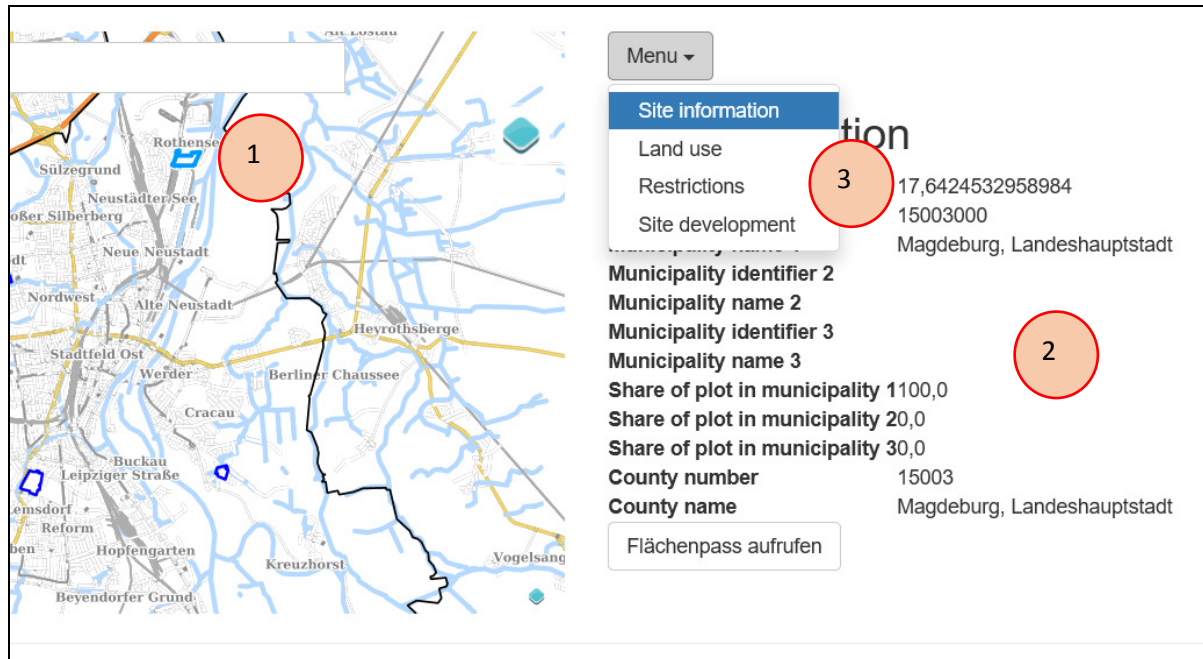 Alt Lostau
Rothense
Sülzegrund
Neustädter See
oßer Silberberg
Neue Neustadt
dt
Nordwest
Alte Neustadt
Heyrothsberge
Stadtfeld Ost
Werder
Berliner Chaussee
Cracau
Buckau
Leipziger Straße
emsdorf
Reform
ben
Hopfengarten
Kreuzhorst
Vogelsang
Beyendorfer Grund
1
Menu
Site information
tion
Land use
Restrictions
3
17,6424532958984
15003000
Site development
Magdeburg, Landeshauptstadt
Municipality identifier 2
Municipality name 2
Municipality identifier 3
Municipality name 3
2
Share of plot in municipality 1100,0
Share of plot in municipality 20,0
Share of plot in municipality 30,0
County number 15003
County name Magdeburg, Landeshauptstadt
Flächenpass aufrufen